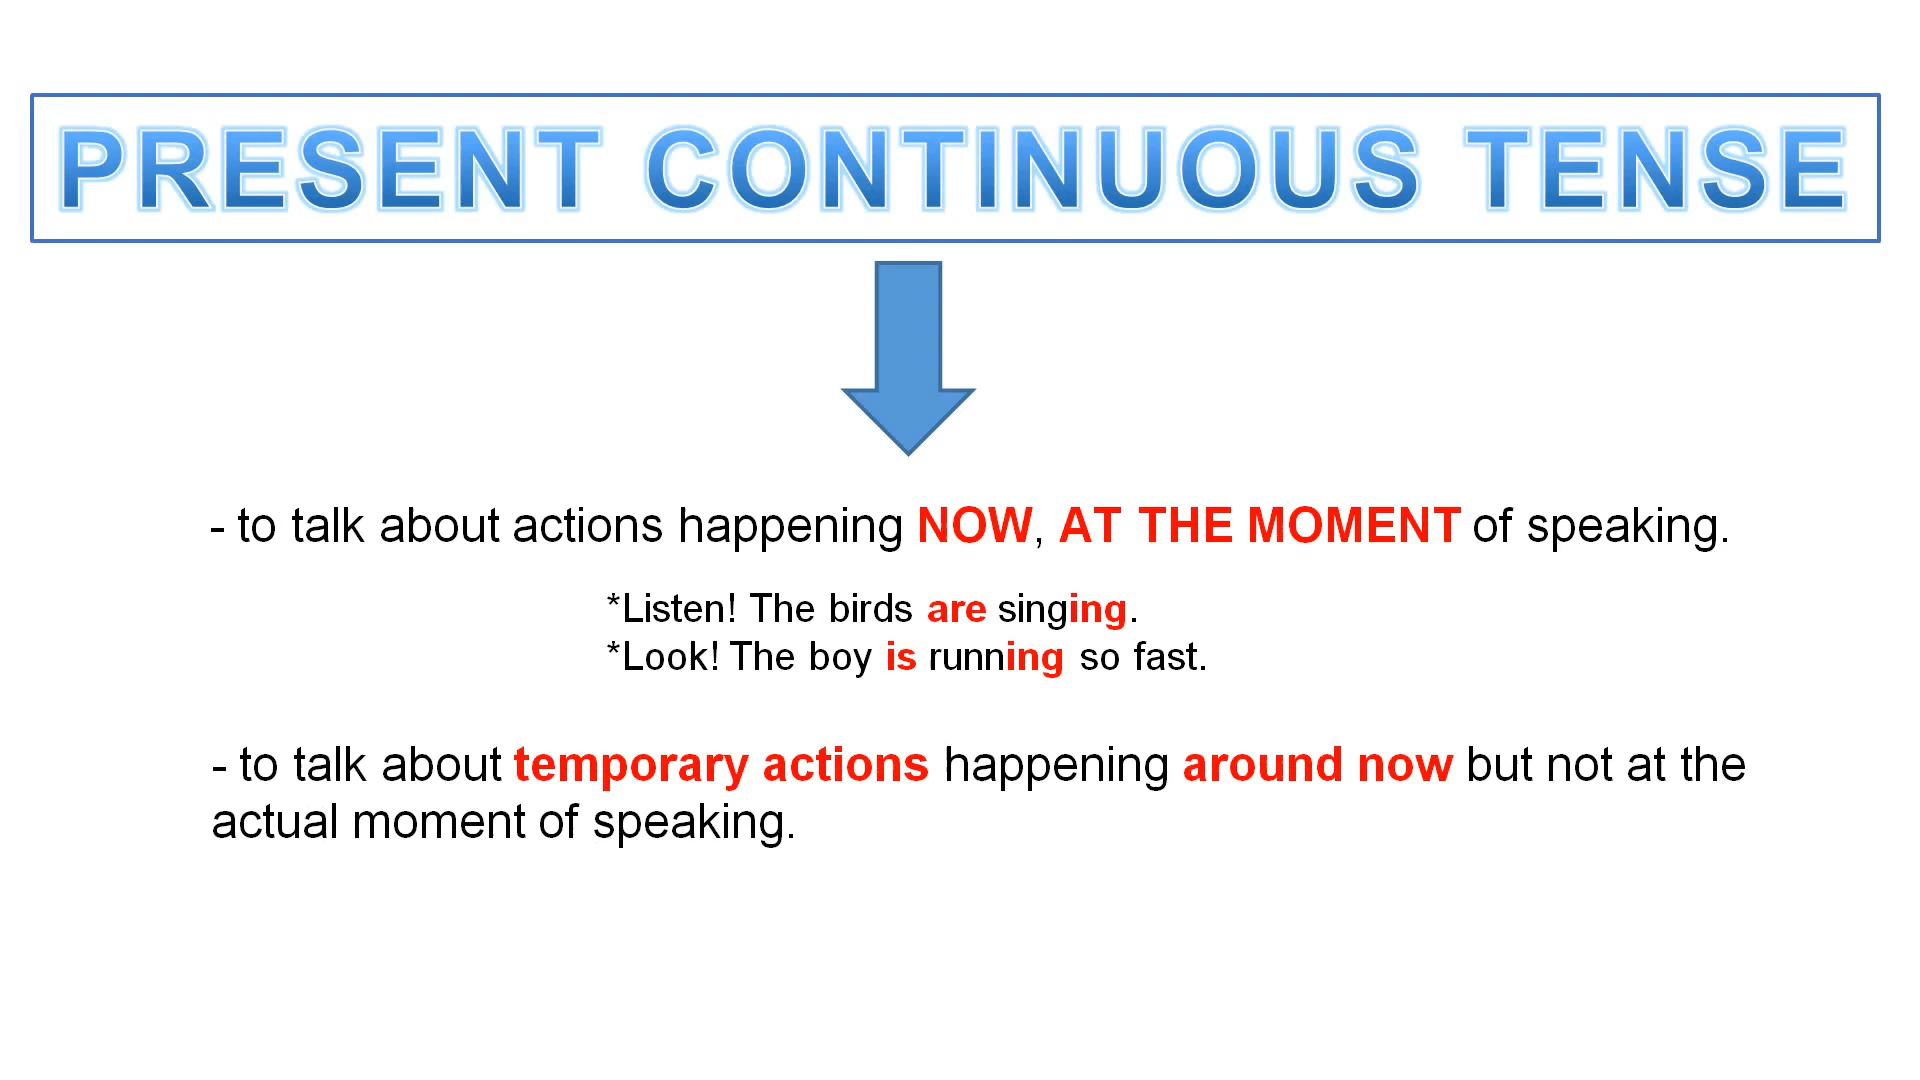 PRESENT CONTINUOUS TENSE
- to talk about actions happening NOW, AT THE MOMENT of speaking.
*Listen! The birds are singing.
*Look! The boy is running so fast.
- to talk about temporary actions happening around now but not at the
actual moment of speaking.